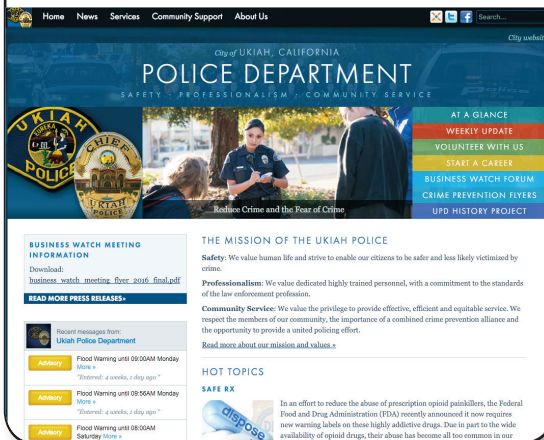 Home News Services Community Support About Us
Search...
City websit
City of UKIAH, CALIFORNIA
POLICE DEPARTMENT
SAFETY · PROFESSIONALISM · COMMUNITY SERVICE
UKIAH
EUREKA
POLICE
CHIEF
UKIAH
POLICE
Reduce Crime and the Fear of Crime
AT A GLANCE
WEEKLY UPDATE
VOLUNTEER WITH US
START A CAREER
BUSINESS WATCH FORUM
CRIME PREVENTION FLYERS
UPD HISTORY PROJECT
BUSINESS WATCH MEETING
INFORMATION
Download:
business_watch_meeting_flyer_2016_final.pdf
READ MORE PRESS RELEASES»
Recent messages from:
Ukiah Police Department
Advisory
Flood Warning until 09:00AM Monday
More »
"Entered: 4 weeks, 1 day ago"
Advisory
Flood Warning until 09:56AM Monday
More »
"Entered: 4 weeks, 1 day ago"
Advisory
Flood Warning until 08:00AM
Saturday More »
THE MISSION OF THE UKIAH POLICE
Safety: We value human life and strive to enable our citizens to be safer and less likely victimized by
crime.
Professionalism: We value dedicated highly trained personnel, with a commitment to the standards
of the law enforcement profession.
Community Service: We value the privilege to provide effective, efficient and equitable service. We
respect the members of our community, the importance of a combined crime prevention alliance and
the opportunity to provide a united policing effort.
Read more about our mission and values »
HOT TOPICS
SAFE RX
dispose
In an effort to reduce the abuse of prescription opioid painkillers, the Federal
Food and Drug Administration (FDA) recently announced it now requires
new warning labels on these highly addictive drugs. Due in part to the wide
availability of opioid drugs, their abuse has become all too common in our